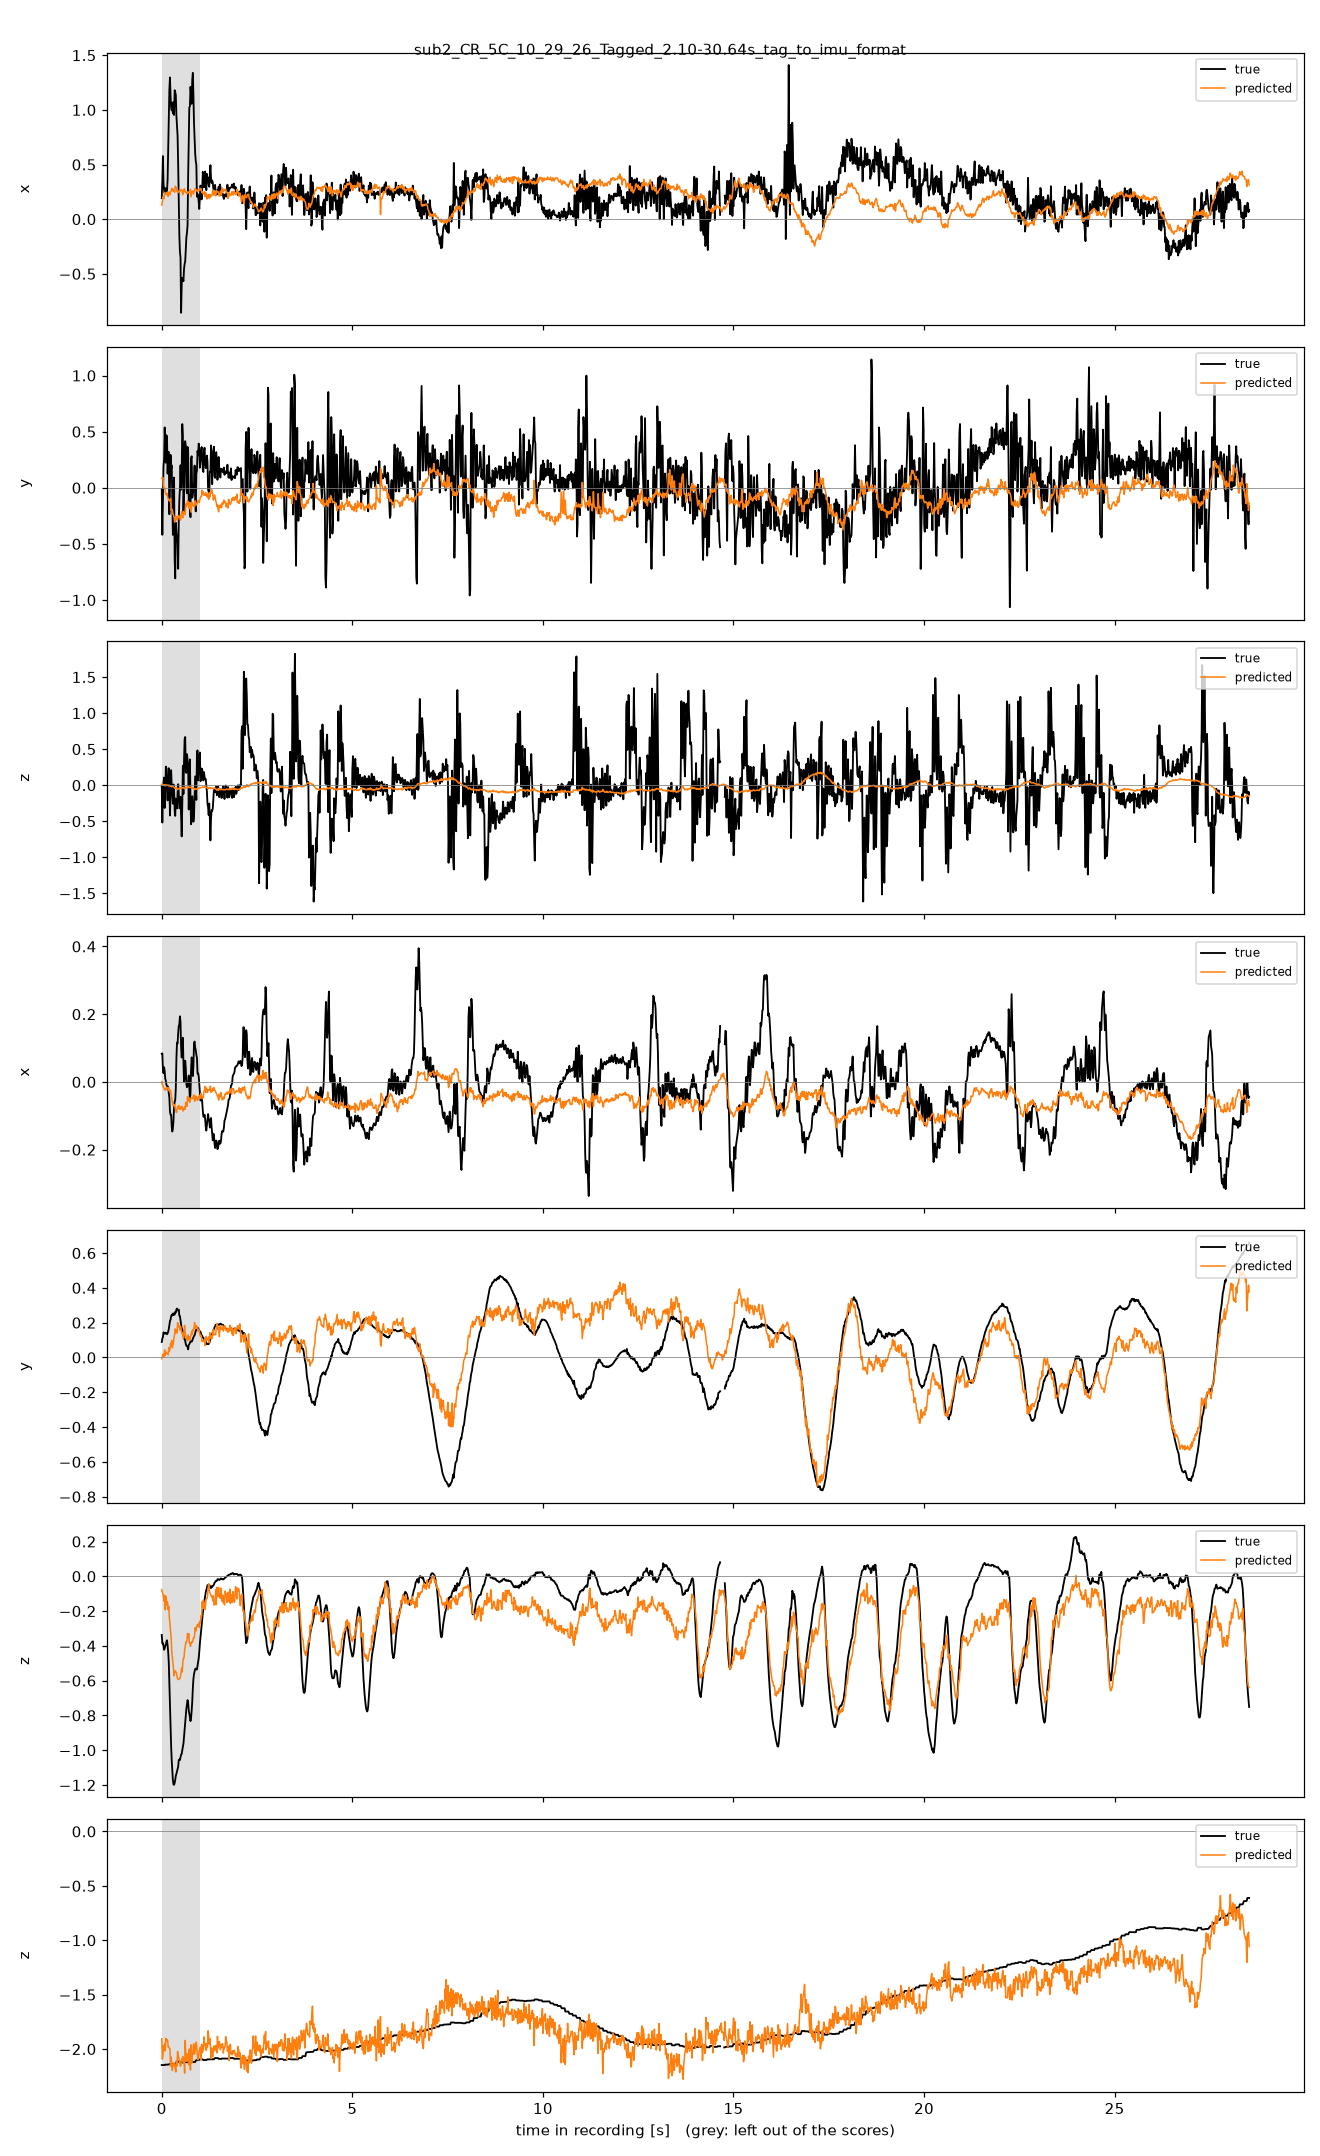 sub2_CR_5C_10_29_26_Tagged_2.10-30.64s_tag_to_imu_format
1.5
1.0
0.5
0.0
−0.5
x
true
predicted
1.0
0.5
0.0
−0.5
−1.0
y
true
predicted
1.5
1.0
0.5
0.0
−0.5
−1.0
−1.5
z
true
predicted
0.4
0.2
0.0
−0.2
x
true
predicted
0.6
0.4
0.2
0.0
−0.2
−0.4
−0.6
−0.8
y
true
predicted
0.2
0.0
−0.2
−0.4
−0.6
−0.8
−1.0
−1.2
z
true
predicted
0.0
−0.5
−1.0
−1.5
−2.0
z
true
predicted
0 5 10 15 20 25
time in recording [s] (grey: left out of the scores)